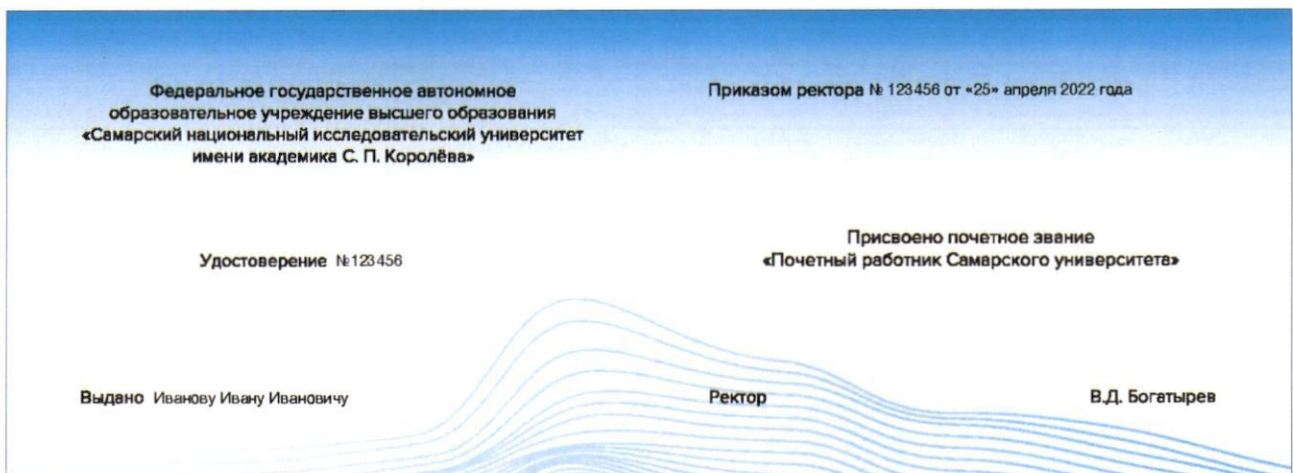 Федеральное государственное автономное
образовательное учреждение высшего образования
«Самарский национальный исследовательский университет
имени академика С. П. Королёва»
Удостоверение №123456
Выдано Иванову Ивану Ивановичу
Приказом ректора № 123456 от «25» апреля 2022 года
Присвоено почетное звание
«Почетный работник Самарского университета»
Ректор В.Д. Богатырев